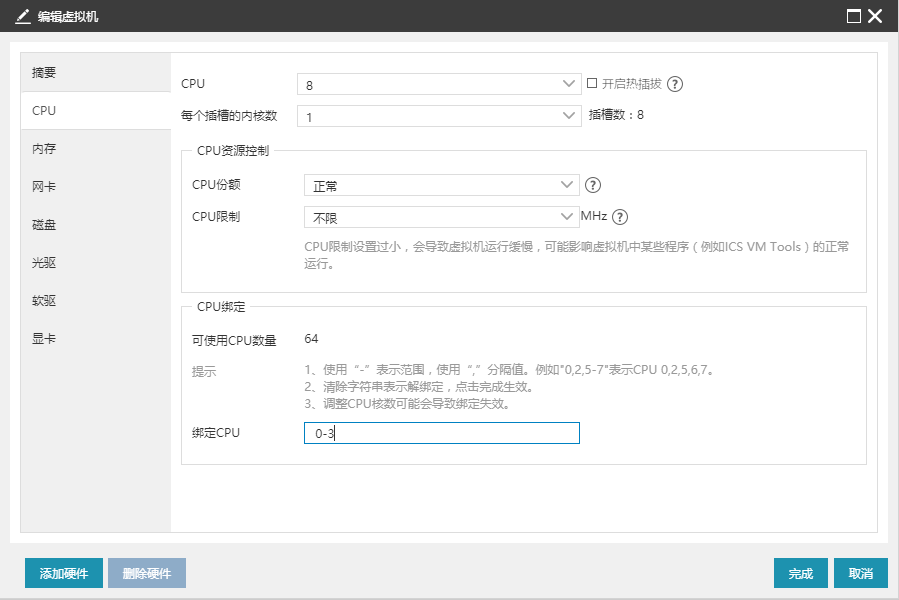 编辑虚拟机
摘要
CPU
内存
网卡
磁盘
光驱
软驱
显卡
CPU 8 开启热插拔 ?
每个插槽的内核数 1 插槽数：8
CPU资源控制
CPU份额 正常 ?
CPU限制 不限 MHz ?
CPU限制设置过小，会导致虚拟机运行缓慢，可能影响虚拟机中某些程序（例如ICS VM Tools）的正常
运行。
CPU绑定
可使用CPU数量 64
提示 1、使用“-”表示范围，使用“,”分隔值。例如"0,2,5-7"表示CPU 0,2,5,6,7。
2、清除字符串表示解绑定，点击完成生效。
3、调整CPU核数可能会导致绑定失效。
绑定CPU 0-3
添加硬件 删除硬件 完成 取消